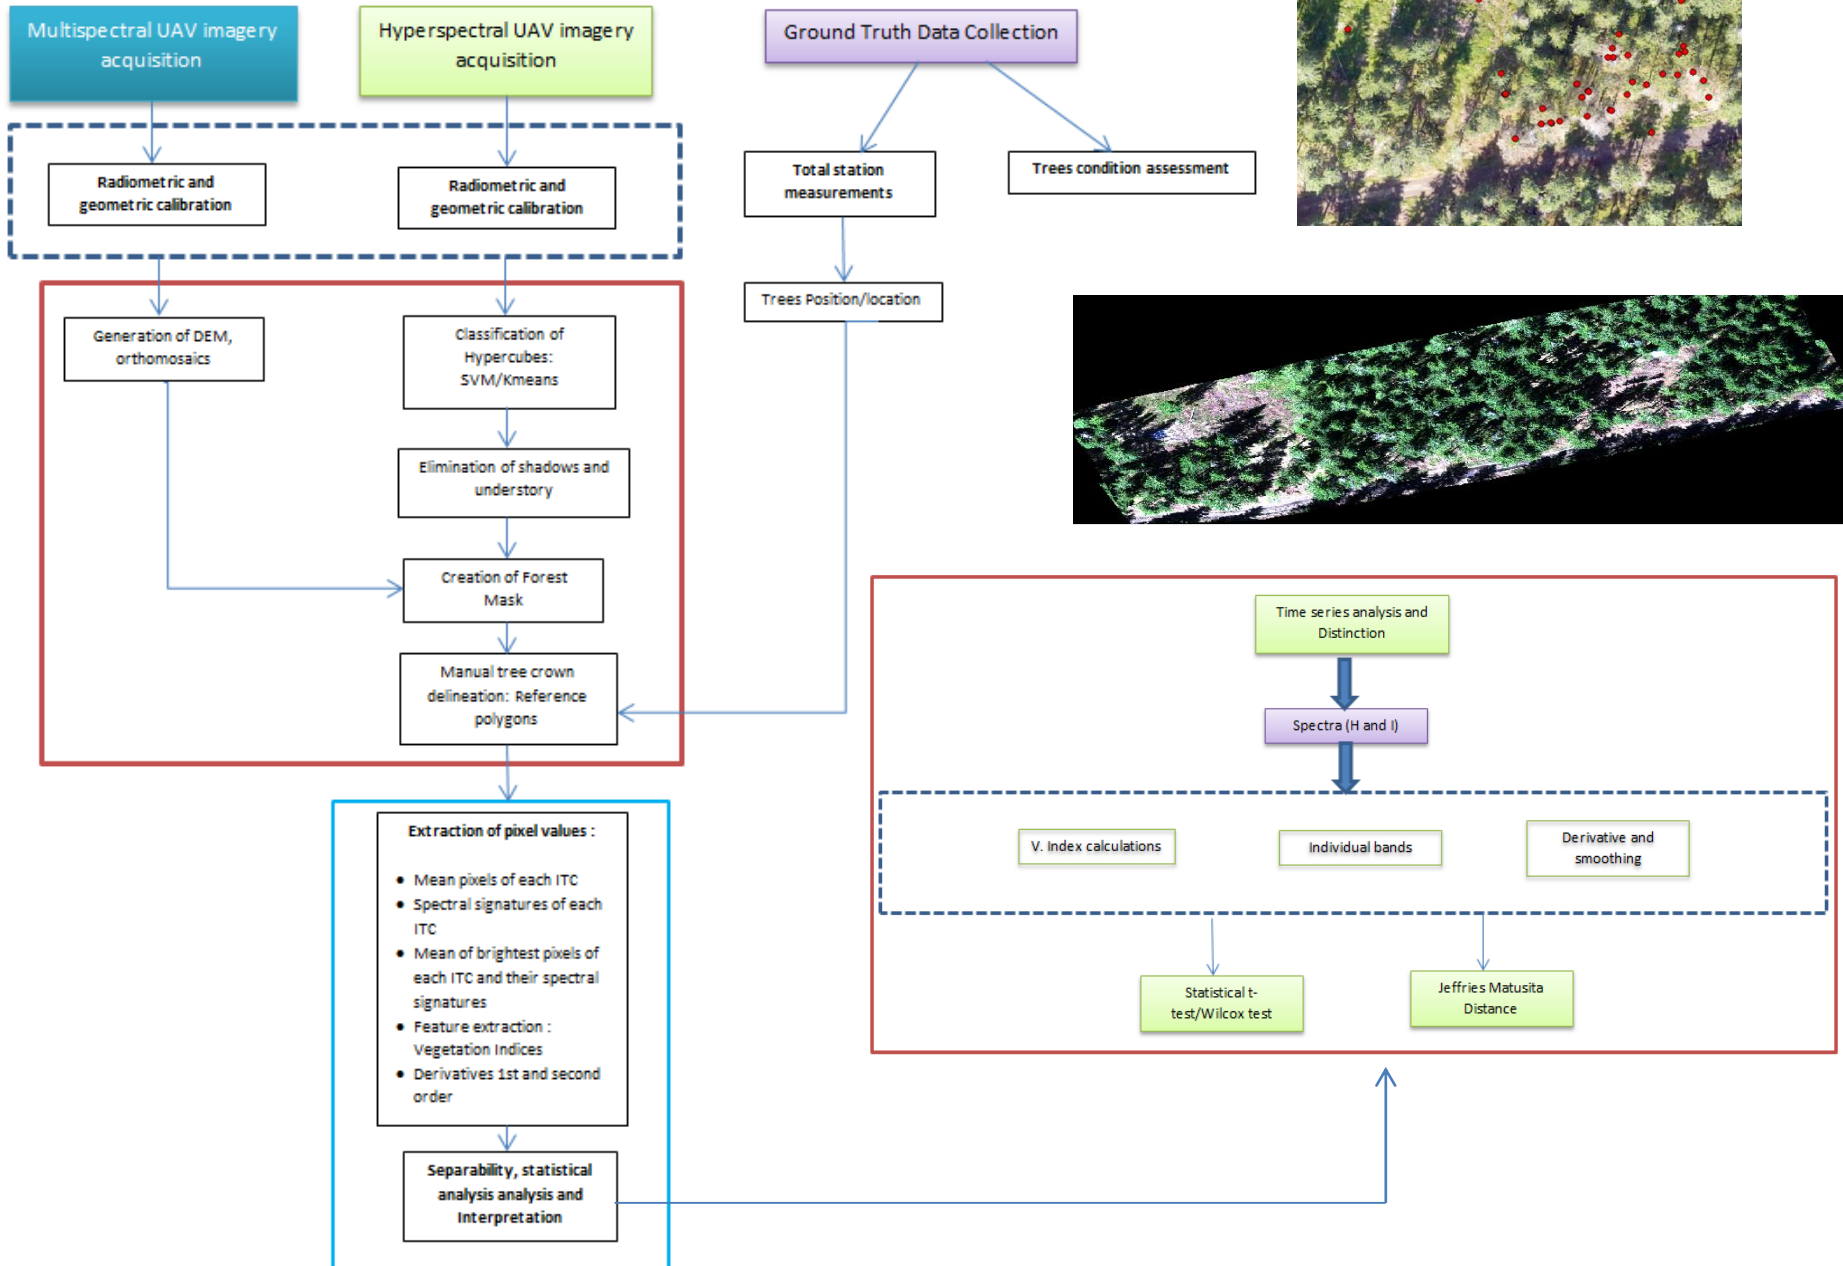 Multispectral UAV imagery
acquisition
Hyperspectral UAV imagery
acquisition
Ground Truth Data Collection
Radiometric and
geometric calibration
Radiometric and
geometric calibration
Total station
measurements
Trees condition assessment
Trees Position/location
Generation of DEM,
orthomosaics
Classification of
Hypercubes:
SVM/Kmeans
Elimination of shadows and
understory
Creation of Forest
Mask
Manual tree crown
delineation: Reference
polygons
Extraction of pixel values :
• Mean pixels of each ITC
• Spectral signatures of each
ITC
• Mean of brightest pixels of
each ITC and their spectral
signatures
• Feature extraction :
Vegetation Indices
• Derivatives 1st and second
order
Separability, statistical
analysis analysis and
Interpretation
Time series analysis and
Distinction
Spectra (H and I)
V. Index calculations
Individual bands
Derivative and
smoothing
Statistical t-
test/Wilcox test
Jeffries Matusita
Distance